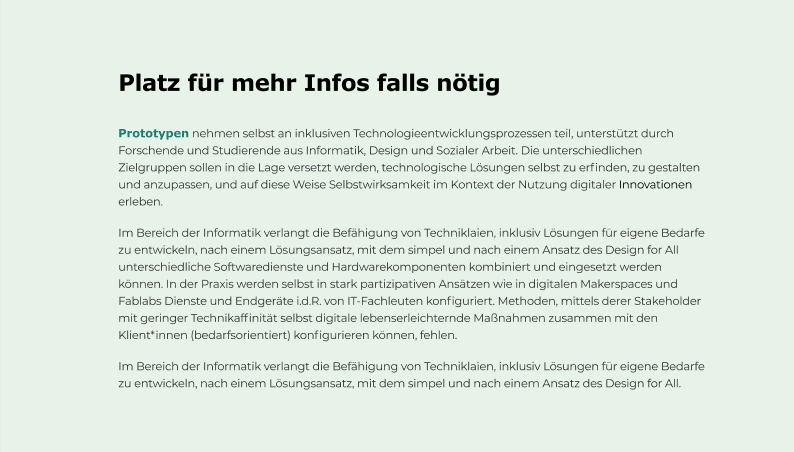 Platz für mehr Infos falls nötig
Prototypen nehmen selbst an inklusiven Technologieentwicklungsprozessen teil, unterstützt durch
Forschende und Studierende aus Informatik, Design und Sozialer Arbeit. Die unterschiedlichen
Zielgruppen sollen in die Lage versetzt werden, technologische Lösungen selbst zu erfinden, zu gestalten
und anzupassen, und auf diese Weise Selbstwirksamkeit im Kontext der Nutzung digitaler Innovationen
erleben.
Im Bereich der Informatik verlangt die Befähigung von Techniklaien, inklusiv Lösungen für eigene Bedarfe
zu entwickeln, nach einem Lösungsansatz, mit dem simpel und nach einem Ansatz des Design for All
unterschiedliche Softwaredienste und Hardwarekomponenten kombiniert und eingesetzt werden
können. In der Praxis werden selbst in stark partizipativen Ansätzen wie in digitalen Makerspaces und
Fablabs Dienste und Endgeräte i.d.R. von IT-Fachleuten konfiguriert. Methoden, mittels derer Stakeholder
mit geringer Technikaffinität selbst digitale lebenserleichternde Maßnahmen zusammen mit den
Klient*innen (bedarfsorientiert) konfigurieren können, fehlen.
Im Bereich der Informatik verlangt die Befähigung von Techniklaien, inklusiv Lösungen für eigene Bedarfe
zu entwickeln, nach einem Lösungsansatz, mit dem simpel und nach einem Ansatz des Design for All.